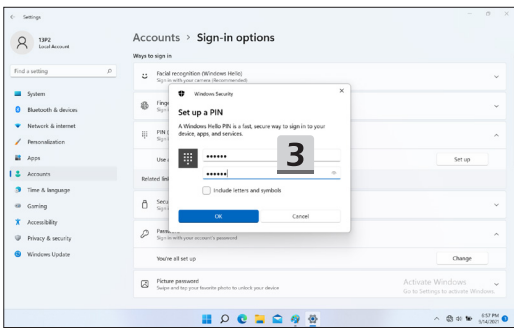 Settings
13P2
Local Account
Accounts > Sign-in options
Ways to sign in
Find a setting
System
Bluetooth & devices
Network & internet
Personalization
Apps
Accounts
Time & language
Gaming
Accessibility
Privacy & security
Windows Update
Facial recognition (Windows Hello)
Sign in with your camera (Recommended)
PIN
Set up
Windows Security
Set up a PIN
A Windows Hello PIN is a fast, secure way to sign in to your
device, apps, and services.
3
Include letters and symbols
OK
Cancel
Sign in with your account's password
You're all set up
Change
Picture password
Swipe and tap your favorite photo to unlock your device
Activate Windows
Go to Settings to activate Windows.
6:57 PM